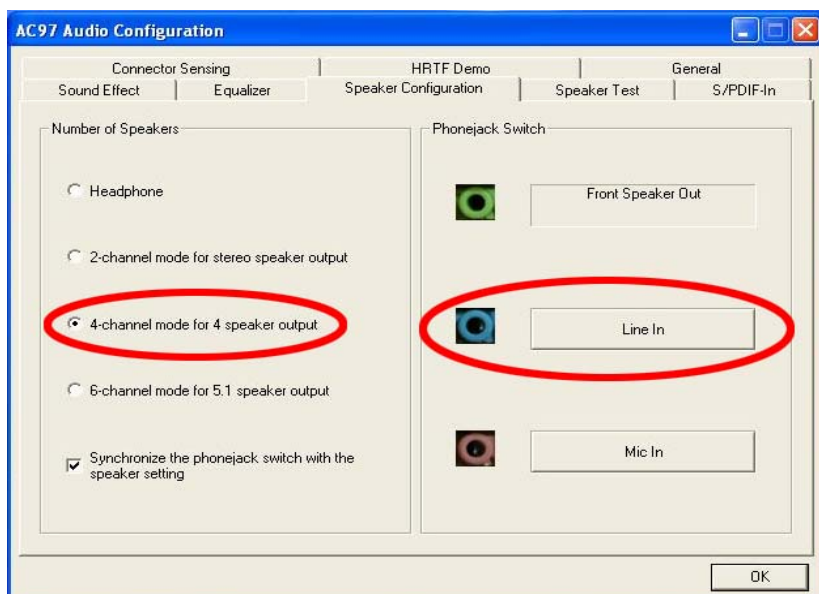 AC97 Audio Configuration
Connector Sensing
HRTF Demo
General
Sound Effect
Equalizer
Speaker Configuration
Speaker Test
S/PDIF-In
Number of Speakers
Headphone
2-channel mode for stereo speaker output
4-channel mode for 4 speaker output
6-channel mode for 5.1 speaker output
Synchronize the phonejack switch with the
speaker setting
Phonejack Switch
Front Speaker Out
Line In
Mic In
OK